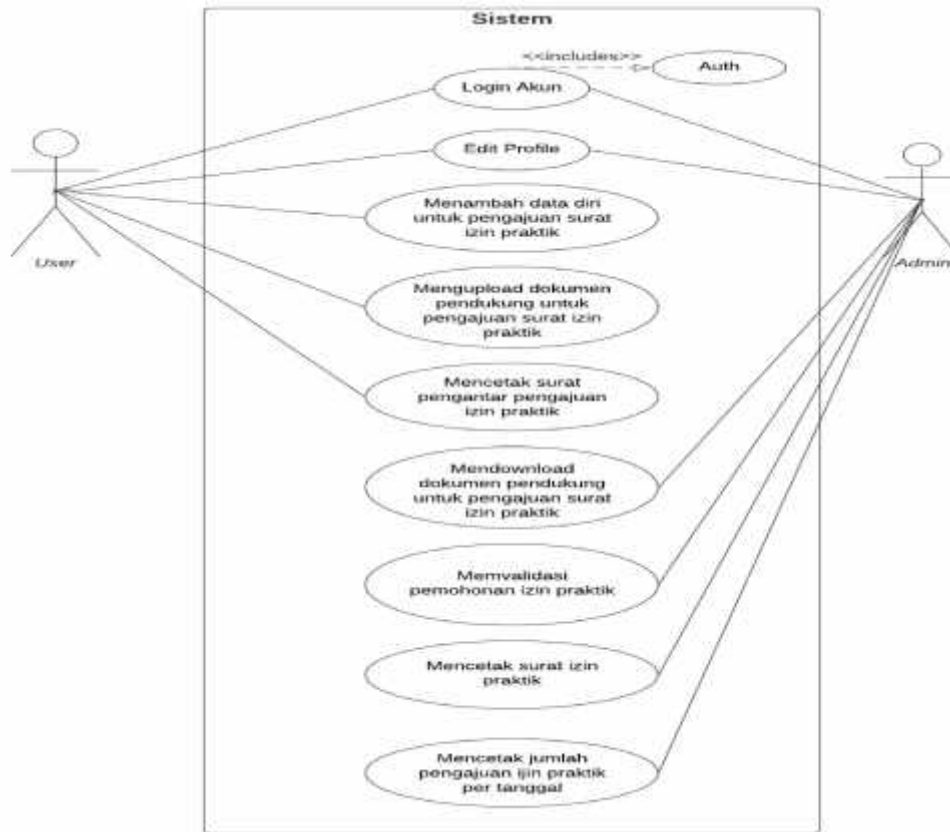 Sistem
<<includes>>
Auth
Login Akun
Edit Profile
Menambah data diri
untuk pengajuan surat
izin praktik
User
Admin
Mengupload dokumen
pendukung untuk
pengajuan surat izin
praktik
Mencetak surat
pengantar pengajuan
izin praktik
Mendownload
dokumen pendukung
untuk pengajuan surat
izin praktik
Memvalidasi
pemohonan izin praktik
Mencetak surat izin
praktik
Mencetak jumlah
pengajuan ijin praktik
per tanggal